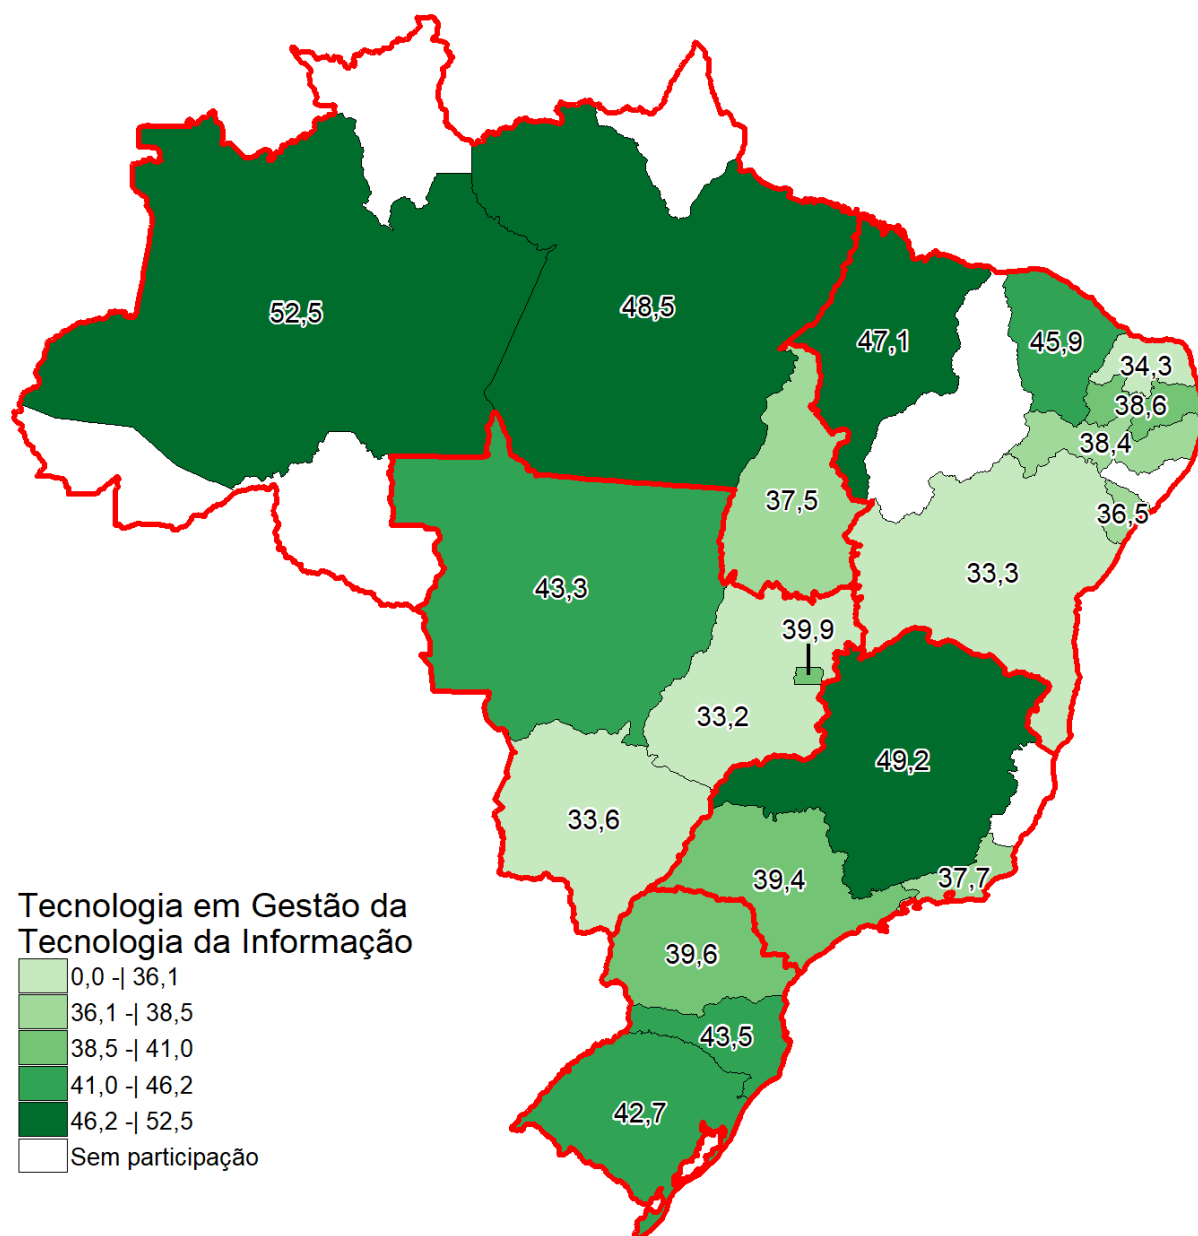 52,5
48,5
47,1
45,9
34,3
38,6
38,4
36,5
37,5
33,3
43,3
39,9
33,2
49,2
33,6
39,4
37,7
39,6
43,5
42,7
Tecnologia em Gestão da
Tecnologia da Informação
0,0 -| 36,1
36,1 -| 38,5
38,5 -| 41,0
41,0 -| 46,2
46,2 -| 52,5
Sem participação